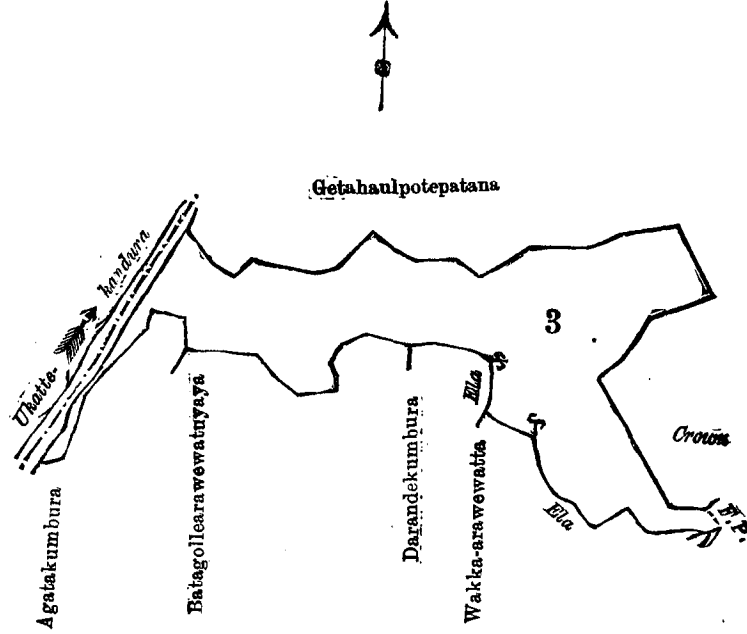 Getahaulpotepatana
Ukatte-kandura
3
Crown
Ela
Ela
F. P.
Agatakumbura
Batagollearawewatuyaya
Darandekumbura
Wakka-arawewatta